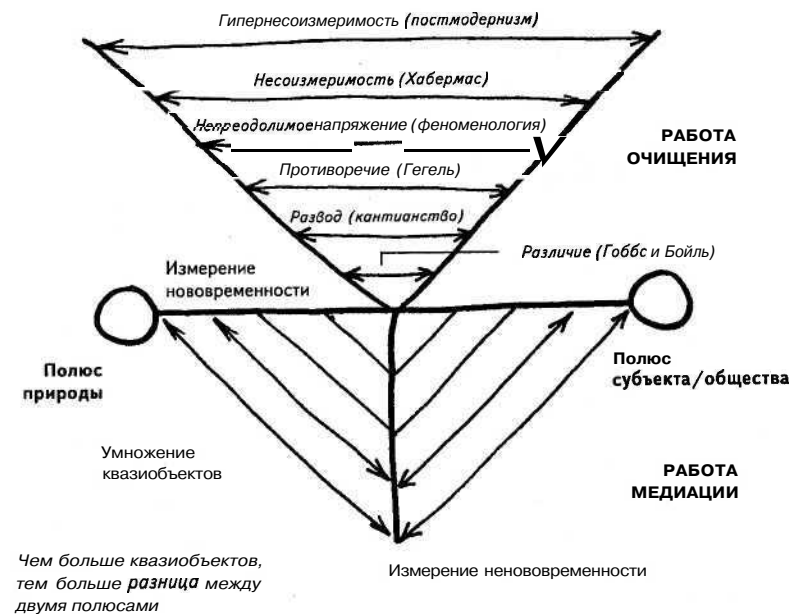 Гипернесоизмеримость (постмодернизм)
Несоизмеримость (Хабермас)
Непреодолимое напряжение (феноменология)
РАБОТА
ОЧИЩЕНИЯ
Противоречие (Гегель)
Развод (кантианство)
Различие (Гоббс и Бойль)
Измерение
нововременности
Полюс
природы
Полюс
субъекта/общества
Умножение
квазиобъектов
РАБОТА
МЕДИАЦИИ
Чем больше квазиобъектов,
тем больше разница между
двумя полюсами
Измерение ненововременности